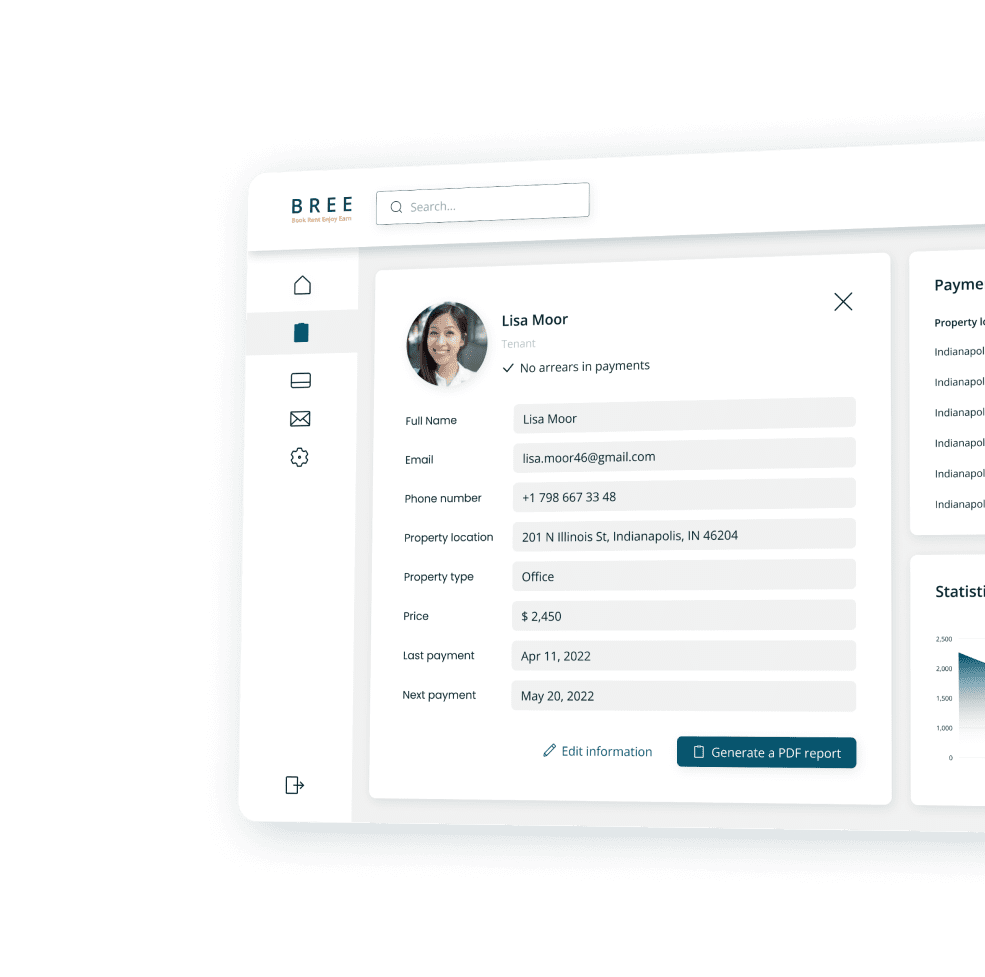 BREE
Book Rent Enjoy Earn
Search...
Lisa Moor
Tenant
No arrears in payments
Full Name
Lisa Moor
Email
lisa.moor46@gmail.com
Phone number
+1 798 667 33 48
Property location
201 N Illinois St, Indianapolis, IN 46204
Property type
Office
Price
$ 2,450
Last payment
Apr 11, 2022
Next payment
May 20, 2022
Edit information
Generate a PDF report
Payme
Property lo
Indianapol
Indianapol
Indianapol
Indianapol
Indianapol
Indianapol
Statisti
2,500
2,000
1,500
1,000
0